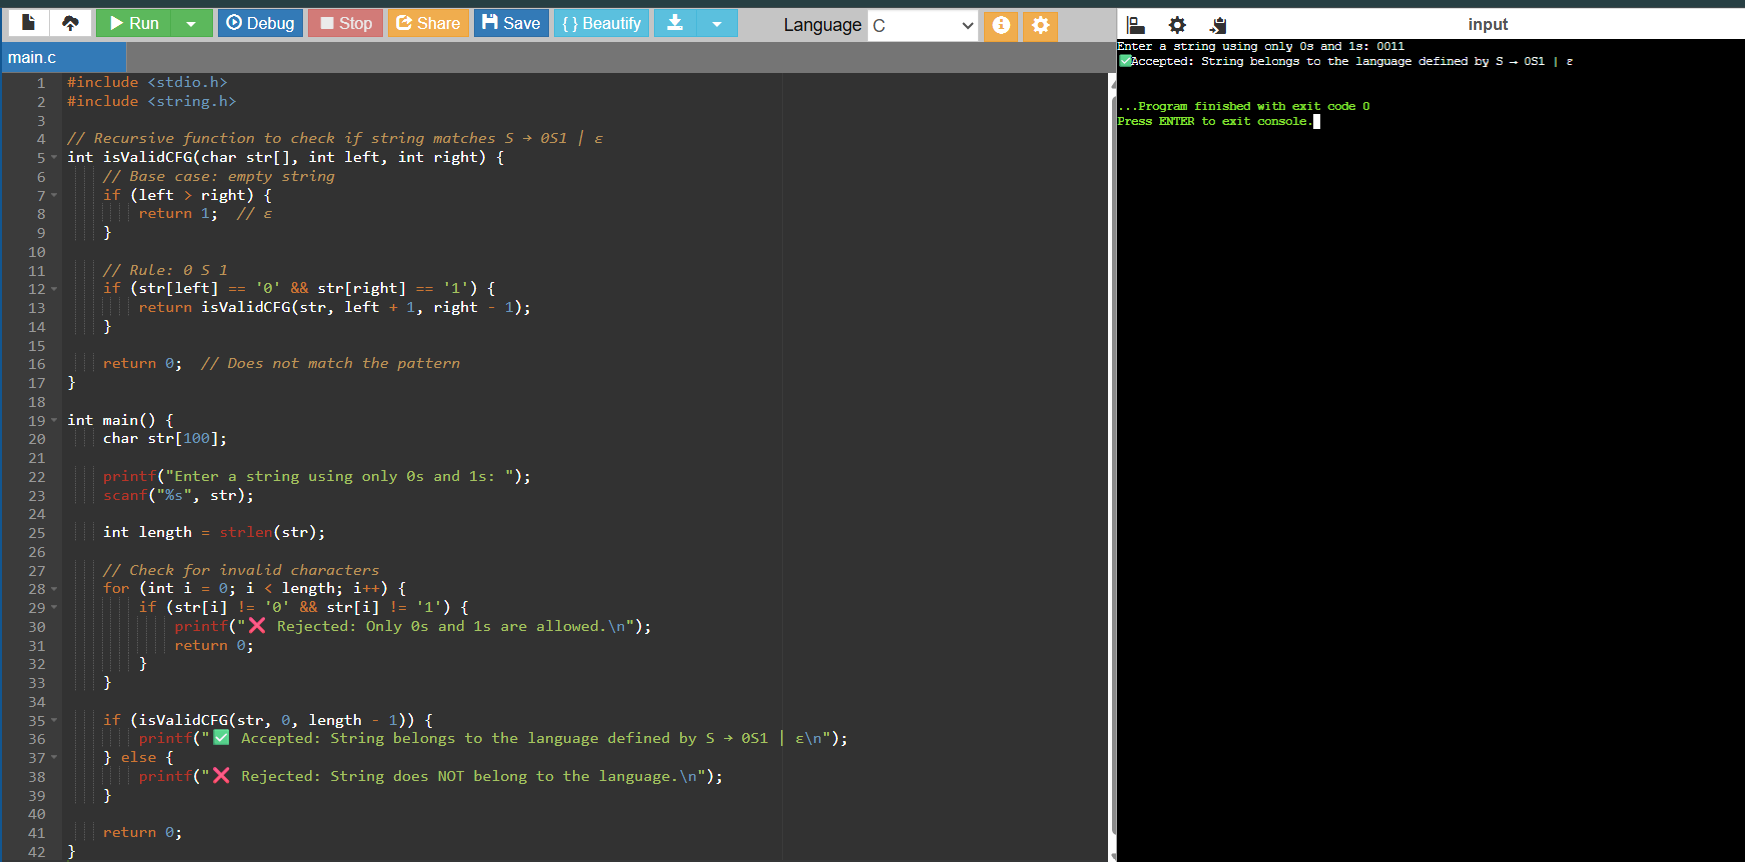 Run Debug Stop Share Save { } Beautify Language C
main.c
1 #include <stdio.h>
2 #include <string.h>
3
4 // Recursive function to check if string matches S → 0S1 | ε
5 int isValidCFG(char str[], int left, int right) {
6     // Base case: empty string
7     if (left > right) {
8         return 1;  // ε
9     }
10
11     // Rule: 0 S 1
12     if (str[left] == '0' && str[right] == '1') {
13         return isValidCFG(str, left + 1, right - 1);
14     }
15
16     return 0;  // Does not match the pattern
17 }
18
19 int main() {
20     char str[100];
21
22     printf("Enter a string using only 0s and 1s: ");
23     scanf("%s", str);
24
25     int length = strlen(str);
26
27     // Check for invalid characters
28     for (int i = 0; i < length; i++) {
29         if (str[i] != '0' && str[i] != '1') {
30             printf("❌ Rejected: Only 0s and 1s are allowed.\n");
31             return 0;
32         }
33     }
34
35     if (isValidCFG(str, 0, length - 1)) {
36         printf("✅ Accepted: String belongs to the language defined by S → 0S1 | ε\n");
37     } else {
38         printf("❌ Rejected: String does NOT belong to the language.\n");
39     }
40
41     return 0;
42 }
input
Enter a string using only 0s and 1s: 0011
✅Accepted: String belongs to the language defined by S → 0S1 | ε
...Program finished with exit code 0
Press ENTER to exit console.